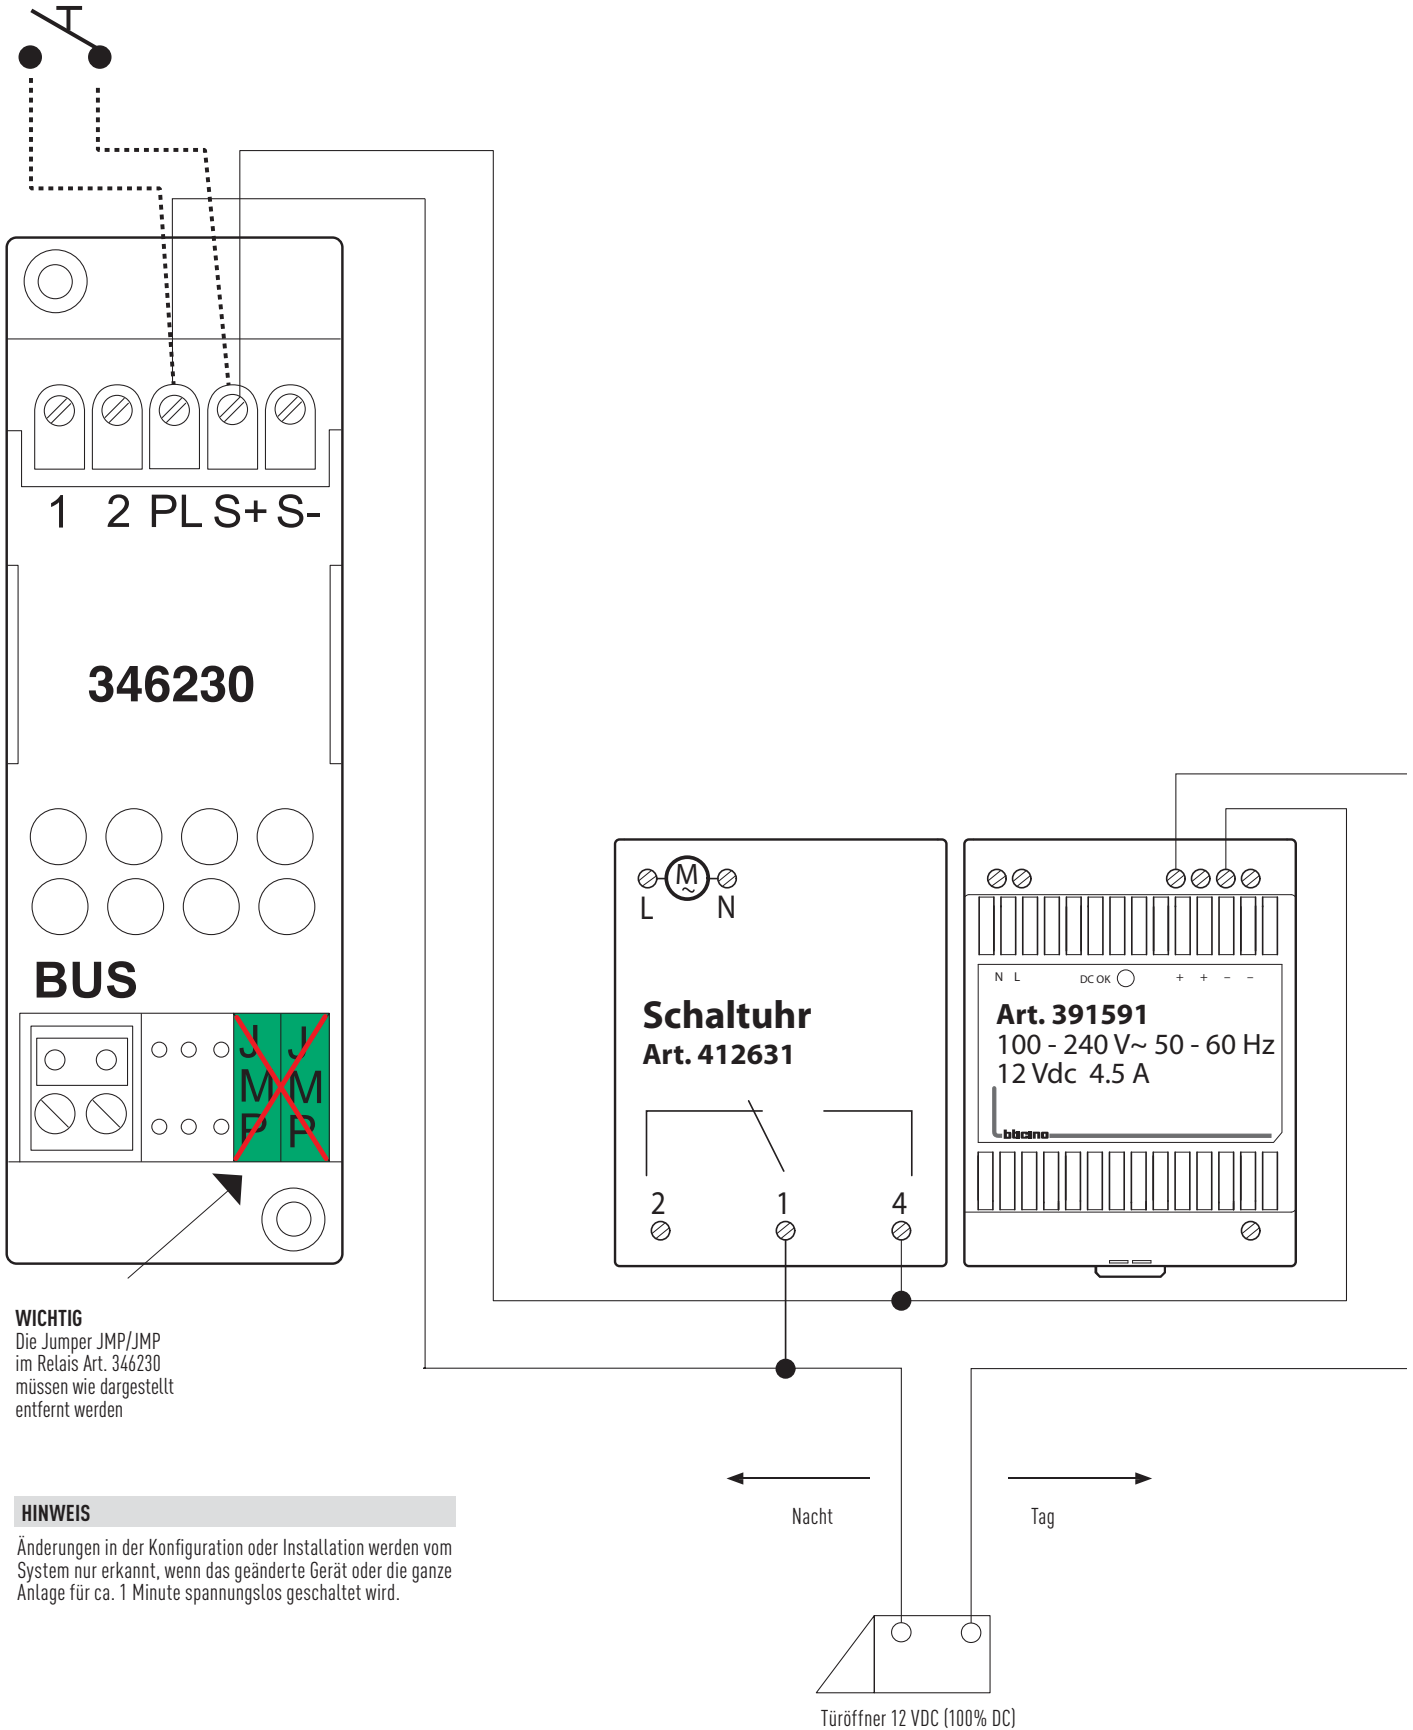 1 2 PL S+ S-
346230
BUS
J J
M M
P P
WICHTIG
Die Jumper JMP/JMP
im Relais Art. 346230
müssen wie dargestellt
entfernt werden
HINWEIS
Änderungen in der Konfiguration oder Installation werden vom
System nur erkannt, wenn das geänderte Gerät oder die ganze
Anlage für ca. 1 Minute spannungslos geschaltet wird.
M
~
L N
Schaltuhr
Art. 412631
2 1 4
N L DC OK + + − −
Art. 391591
100 - 240 V~ 50 - 60 Hz
12 Vdc 4.5 A
bticino
Nacht Tag
Türöffner 12 VDC (100% DC)